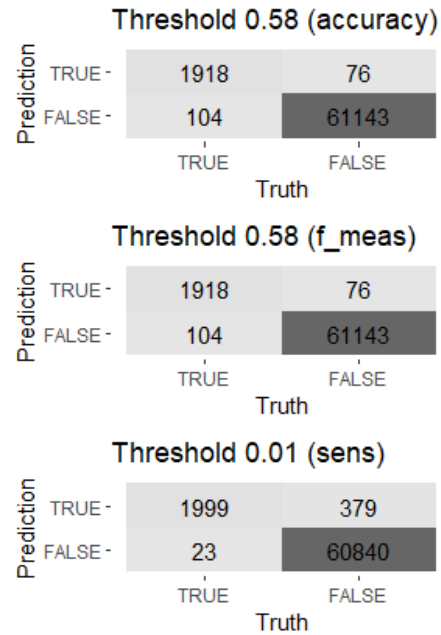 Threshold 0.58 (accuracy)
Prediction
TRUE 1918 76
FALSE 104 61143
TRUE FALSE
Truth
Threshold 0.58 (f_meas)
Prediction
TRUE 1918 76
FALSE 104 61143
TRUE FALSE
Truth
Threshold 0.01 (sens)
Prediction
TRUE 1999 379
FALSE 23 60840
TRUE FALSE
Truth